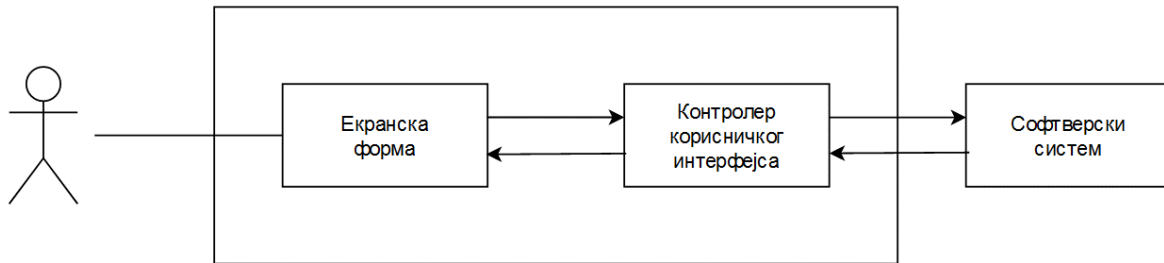 Екранска
форма
Контролер
корисничког
интерфејса
Софтверски
систем